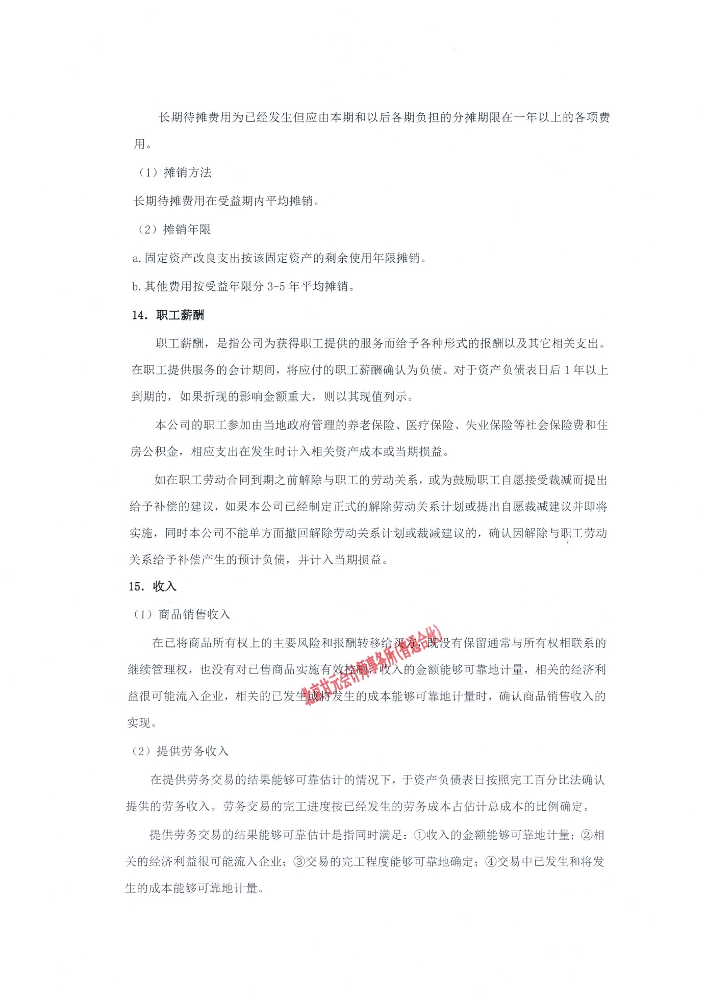 长期待摊费用为已经发生但应由本期和以后各期负担的分摊期限在一年以上的各项费
用。
（1）摊销方法
长期待摊费用在受益期内平均摊销。
（2）摊销年限
a.固定资产改良支出按该固定资产的剩余使用年限摊销。
b.其他费用按受益年限分 3-5 年平均摊销。
14．职工薪酬
职工薪酬，是指公司为获得职工提供的服务而给予各种形式的报酬以及其它相关支出。
在职工提供服务的会计期间，将应付的职工薪酬确认为负债。对于资产负债表日后 1 年以上
到期的，如果折现的影响金额重大，则以其现值列示。
本公司的职工参加由当地政府管理的养老保险、医疗保险、失业保险等社会保险费和住
房公积金，相应支出在发生时计入相关资产成本或当期损益。
如在职工劳动合同到期之前解除与职工的劳动关系，或为鼓励职工自愿接受裁减而提出
给予补偿的建议，如果本公司已经制定正式的解除劳动关系计划或提出自愿裁减建议并即将
实施，同时本公司不能单方面撤回解除劳动关系计划或裁减建议的，确认因解除与职工劳动
关系给予补偿产生的预计负债，并计入当期损益。
15．收入
（1）商品销售收入
在已将商品所有权上的主要风险和报酬转移给买方，既没有保留通常与所有权相联系的
继续管理权，也没有对已售商品实施有效控制，收入的金额能够可靠地计量，相关的经济利
益很可能流入企业，相关的已发生或将发生的成本能够可靠地计量时，确认商品销售收入的
实现。
北京甘元会计师事务所(普通合伙)
（2）提供劳务收入
在提供劳务交易的结果能够可靠估计的情况下，于资产负债表日按照完工百分比法确认
提供的劳务收入。劳务交易的完工进度按已经发生的劳务成本占估计总成本的比例确定。
提供劳务交易的结果能够可靠估计是指同时满足：①收入的金额能够可靠地计量；②相
关的经济利益很可能流入企业；③交易的完工程度能够可靠地确定；④交易中已发生和将发
生的成本能够可靠地计量。